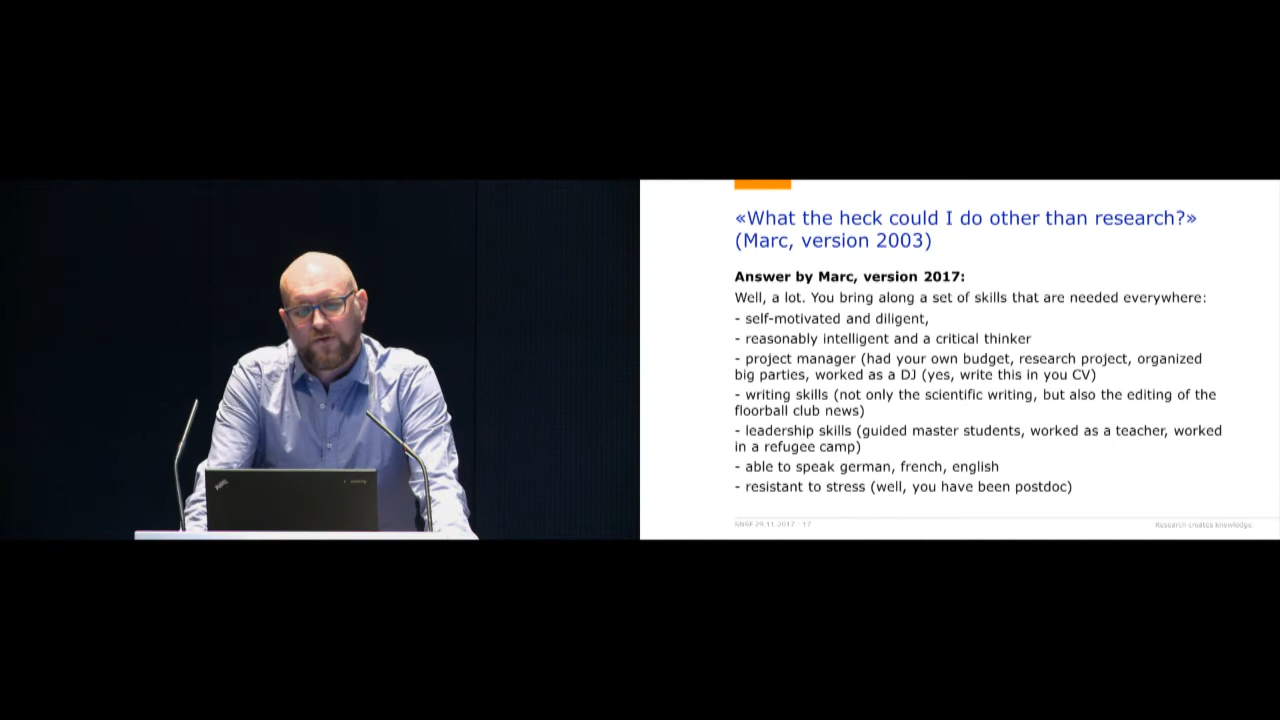 «What the heck could I do other than research?»
(Marc, version 2003)
Answer by Marc, version 2017:
Well, a lot. You bring along a set of skills that are needed everywhere:
- self-motivated and diligent,
- reasonably intelligent and a critical thinker
- project manager (had your own budget, research project, organized
big parties, worked as a DJ (yes, write this in you CV)
- writing skills (not only the scientific writing, but also the editing of the
floorball club news)
- leadership skills (guided master students, worked as a teacher, worked
in a refugee camp)
- able to speak german, french, english
- resistant to stress (well, you have been postdoc)
SNSF 29.11.2017 17
Research creates knowledge.